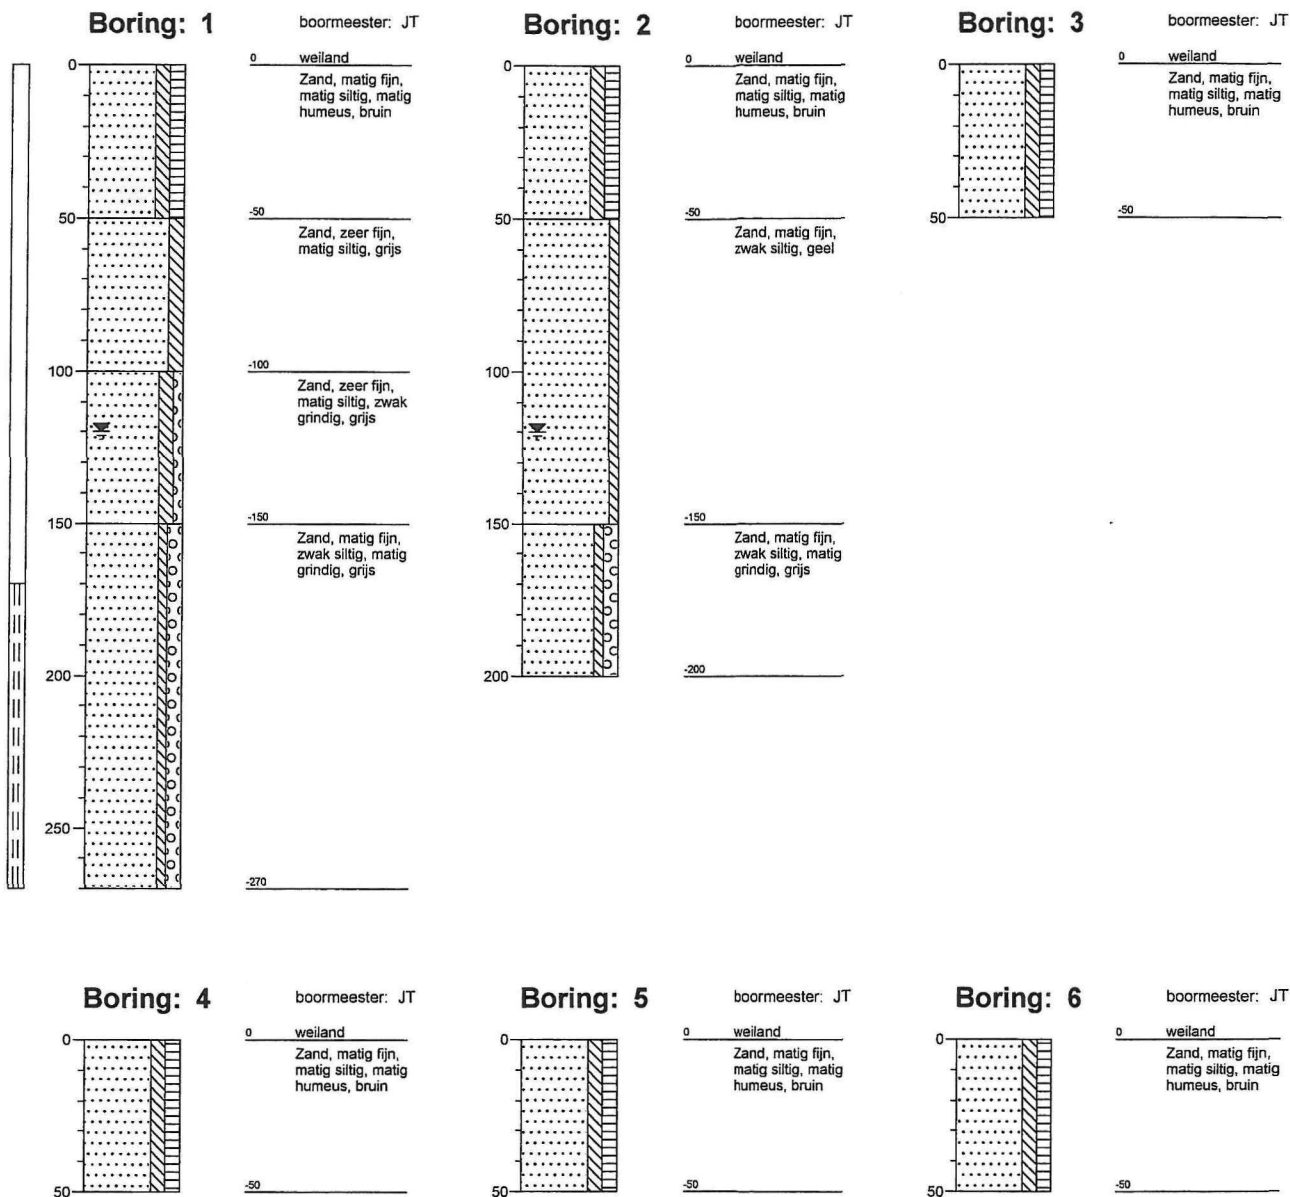 Boring: 1
boormeester: JT
0
0 weiland
Zand, matig fijn,
matig siltig, matig
humeus, bruin
50
-50
Zand, zeer fijn,
matig siltig, grijs
100
-100
Zand, zeer fijn,
matig siltig, zwak
grindig, grijs
150
-150
Zand, matig fijn,
zwak siltig, matig
grindig, grijs
200
250
-270
Boring: 2
boormeester: JT
0
0 weiland
Zand, matig fijn,
matig siltig, matig
humeus, bruin
50
-50
Zand, matig fijn,
zwak siltig, geel
100
150
-150
Zand, matig fijn,
zwak siltig, matig
grindig, grijs
200
-200
Boring: 3
boormeester: JT
0
0 weiland
Zand, matig fijn,
matig siltig, matig
humeus, bruin
50
-50
Boring: 4
boormeester: JT
0
0 weiland
Zand, matig fijn,
matig siltig, matig
humeus, bruin
50
-50
Boring: 5
boormeester: JT
0
0 weiland
Zand, matig fijn,
matig siltig, matig
humeus, bruin
50
-50
Boring: 6
boormeester: JT
0
0 weiland
Zand, matig fijn,
matig siltig, matig
humeus, bruin
50
-50